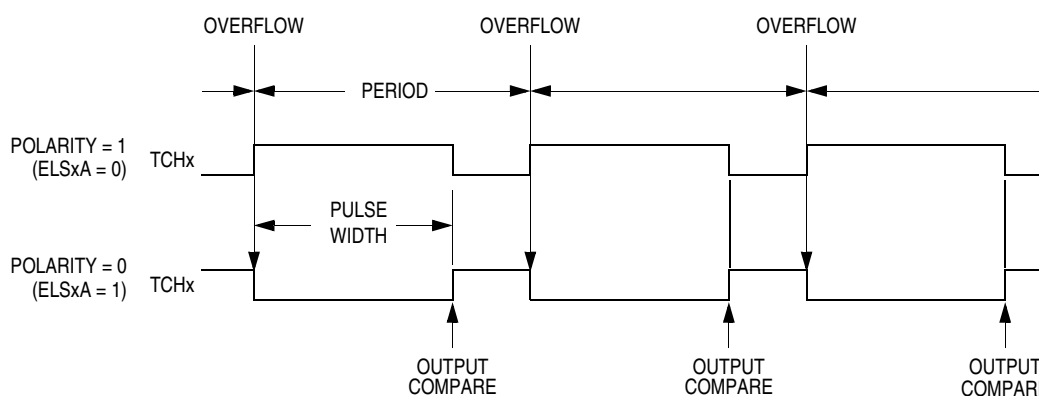 OVERFLOW OVERFLOW OVERFLOW
PERIOD
POLARITY = 1
(ELSxA = 0)
TCHx
PULSE
WIDTH
POLARITY = 0
(ELSxA = 1)
TCHx
OUTPUT
COMPARE
OUTPUT
COMPARE
OUTPUT
COMPARE